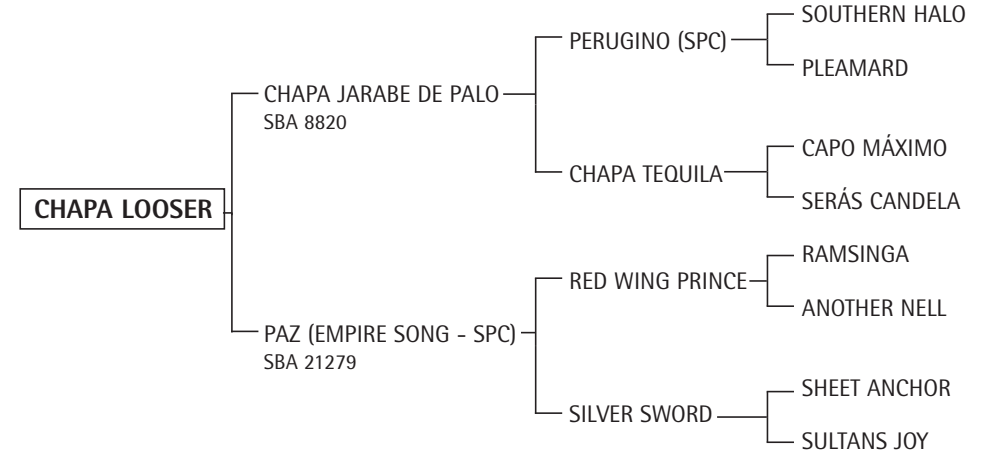 SOUTHERN HALO
PERUGINO (SPC)
PLEAMARD
CHAPA JARABE DE PALO
SBA 8820
CAPO MÁXIMO
CHAPA TEQUILA
SERÁS CANDELA
CHAPA LOOSER
RAMSINGA
RED WING PRINCE
ANOTHER NELL
PAZ (EMPIRE SONG - SPC)
SBA 21279
SHEET ANCHOR
SILVER SWORD
SULTANS JOY